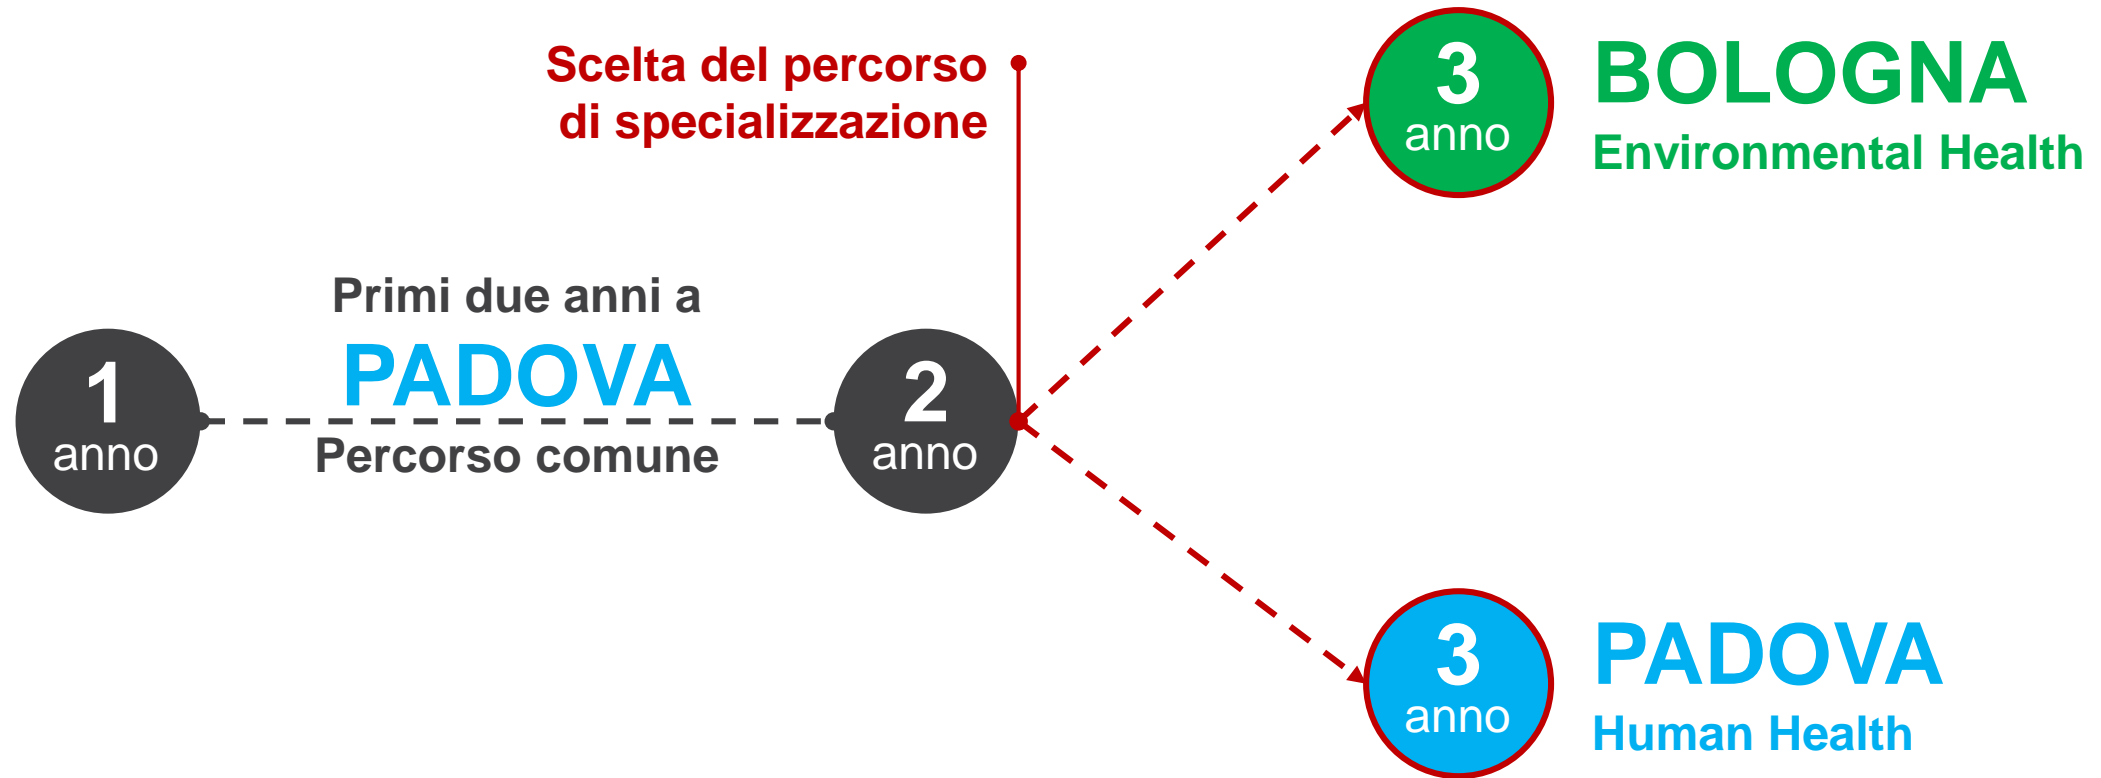 Scelta del percorso
di specializzazione
3
anno
BOLOGNA
Environmental Health
Primi due anni a
PADOVA
Percorso comune
1
anno
2
anno
3
anno
PADOVA
Human Health